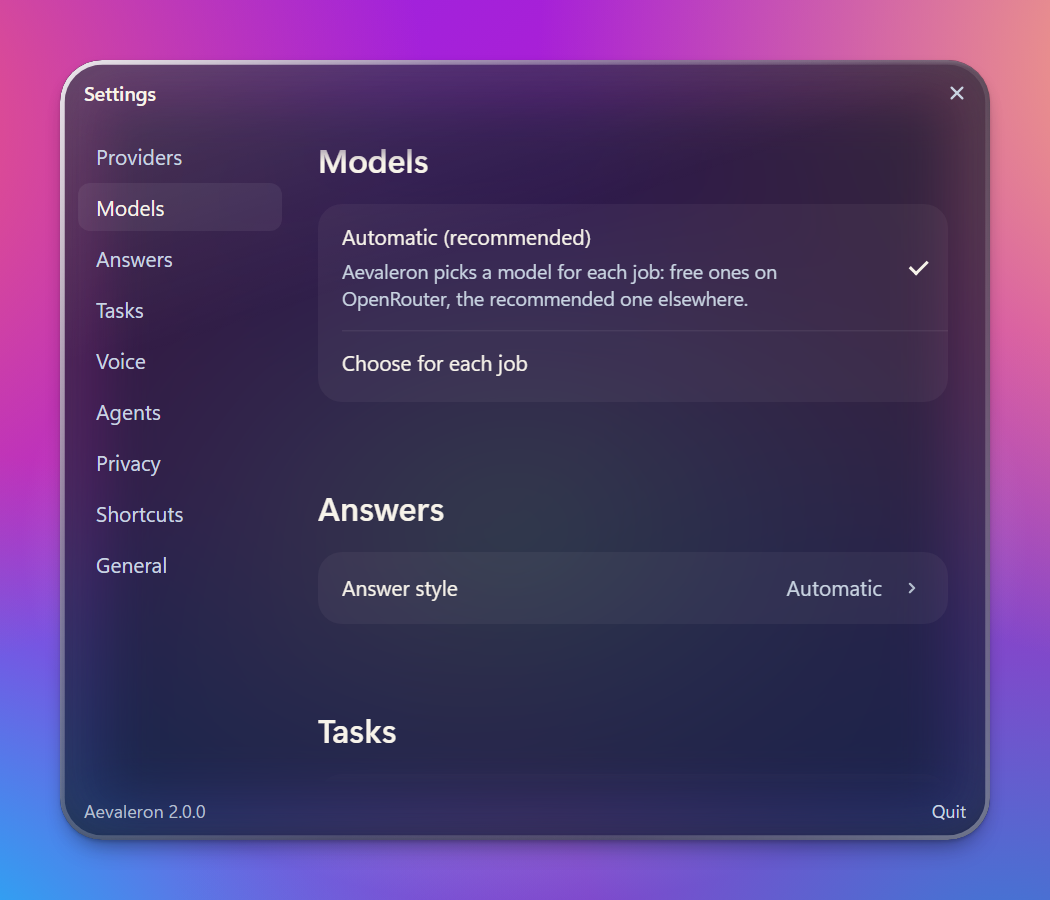 Settings
Providers
Models
Answers
Tasks
Voice
Agents
Privacy
Shortcuts
General
Models
Automatic (recommended)
Aevaleron picks a model for each job: free ones on
OpenRouter, the recommended one elsewhere.
Choose for each job
Answers
Answer style Automatic
Tasks
Aevaleron 2.0.0
Quit